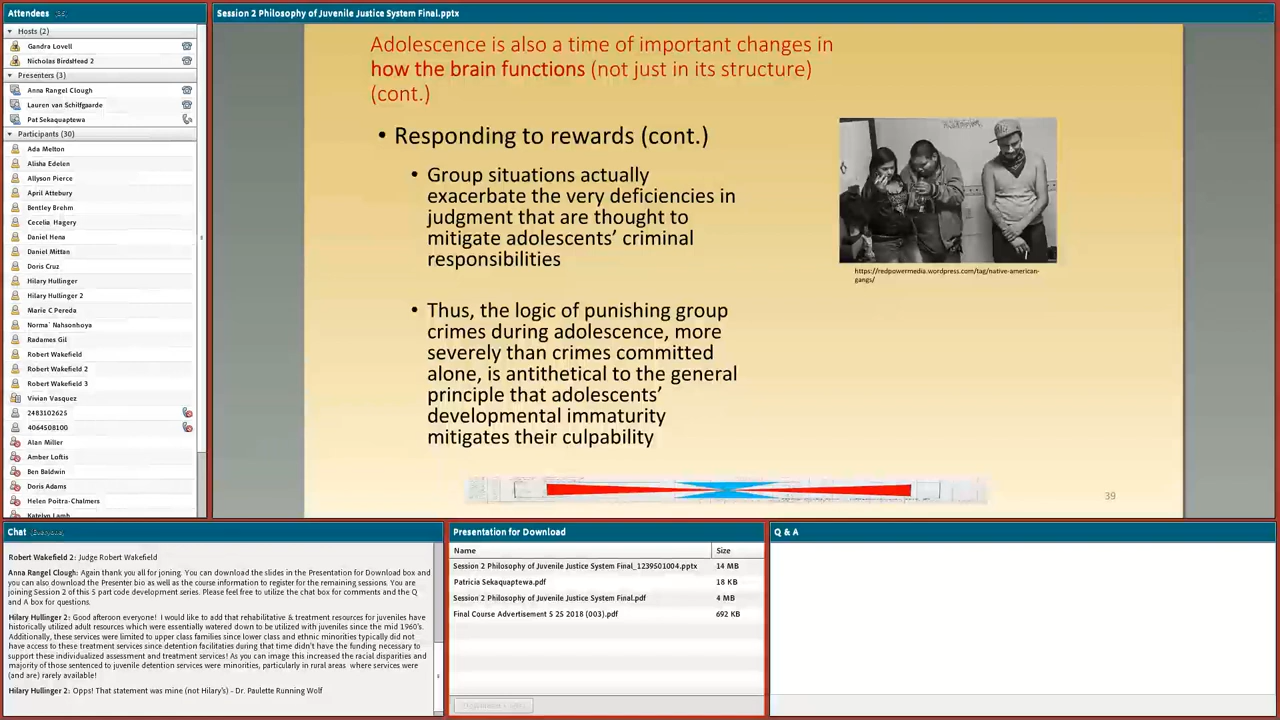 Attendees (35)
Session 2 Philosophy of Juvenile Justice System Final.pptx
Hosts (2)
Gandra Lovell
Nicholas BirdsHead 2
Presenters (3)
Anna Rangel Clough
Lauren van Schilfgaarde
Pat Sekaquaptewa
Participants (30)
Ada Melton
Alisha Edelen
Allyson Pierce
April Attebury
Bentley Brehm
Cecelia Hagery
Daniel Hena
Daniel Mittan
Doris Cruz
Hilary Hullinger
Hilary Hullinger 2
Marie C Pereda
Norma` Nahsonhoya
Radames Gil
Robert Wakefield
Robert Wakefield 2
Robert Wakefield 3
Vivian Vasquez
2483102625
4064508100
Alan Miller
Amber Loftis
Ben Baldwin
Doris Adams
Helen Poitra-Chalmers
Katelyn Lamb
Adolescence is also a time of important changes in
how the brain functions (not just in its structure)
(cont.)
• Responding to rewards (cont.)
• Group situations actually
exacerbate the very deficiencies in
judgment that are thought to
mitigate adolescents’ criminal
responsibilities
• Thus, the logic of punishing group
crimes during adolescence, more
severely than crimes committed
alone, is antithetical to the general
principle that adolescents’
developmental immaturity
mitigates their culpability
https://redpowermedia.wordpress.com/tag/native-american-
gangs/
39
Chat (Everyone)
Robert Wakefield 2: Judge Robert Wakefield
Anna Rangel Clough: Again thank you all for joining. You can download the slides in the Presentation for Download box and
you can also download the Presenter bio as well as the course information to register for the remaining sessions. You are
joining Session 2 of this 5 part code development series. Please feel free to utilize the chat box for comments and the Q
and A box for questions.
Hilary Hullinger 2: Good afternoon everyone! I would like to add that rehabilitative & treatment resources for juveniles have
historically utilized adult resources which were essentially watered down to be utilized with juveniles since the mid 1960's.
Additionally, these services were limited to upper class families since lower class and ethnic minorities typically did not
have access to these treatment services since detention facilitaties during that time didn't have the funding necessary to
support these individualized assessment and treatment services! As you can image this increased the racial disparities and
majority of those sentenced to juvenile detention services were minorities, particularly in rural areas where services were
(and are) rarely available!
Hilary Hullinger 2: Opps! That statement was mine (not Hilary's) - Dr. Paulette Running Wolf
Presentation for Download
Name Size
Session 2 Philosophy of Juvenile Justice System Final_1239501004.pptx 14 MB
Patricia Sekaquaptewa.pdf 18 KB
Session 2 Philosophy of Juvenile Justice System Final.pdf 4 MB
Final Course Advertisement 5 25 2018 (003).pdf 692 KB
Q & A